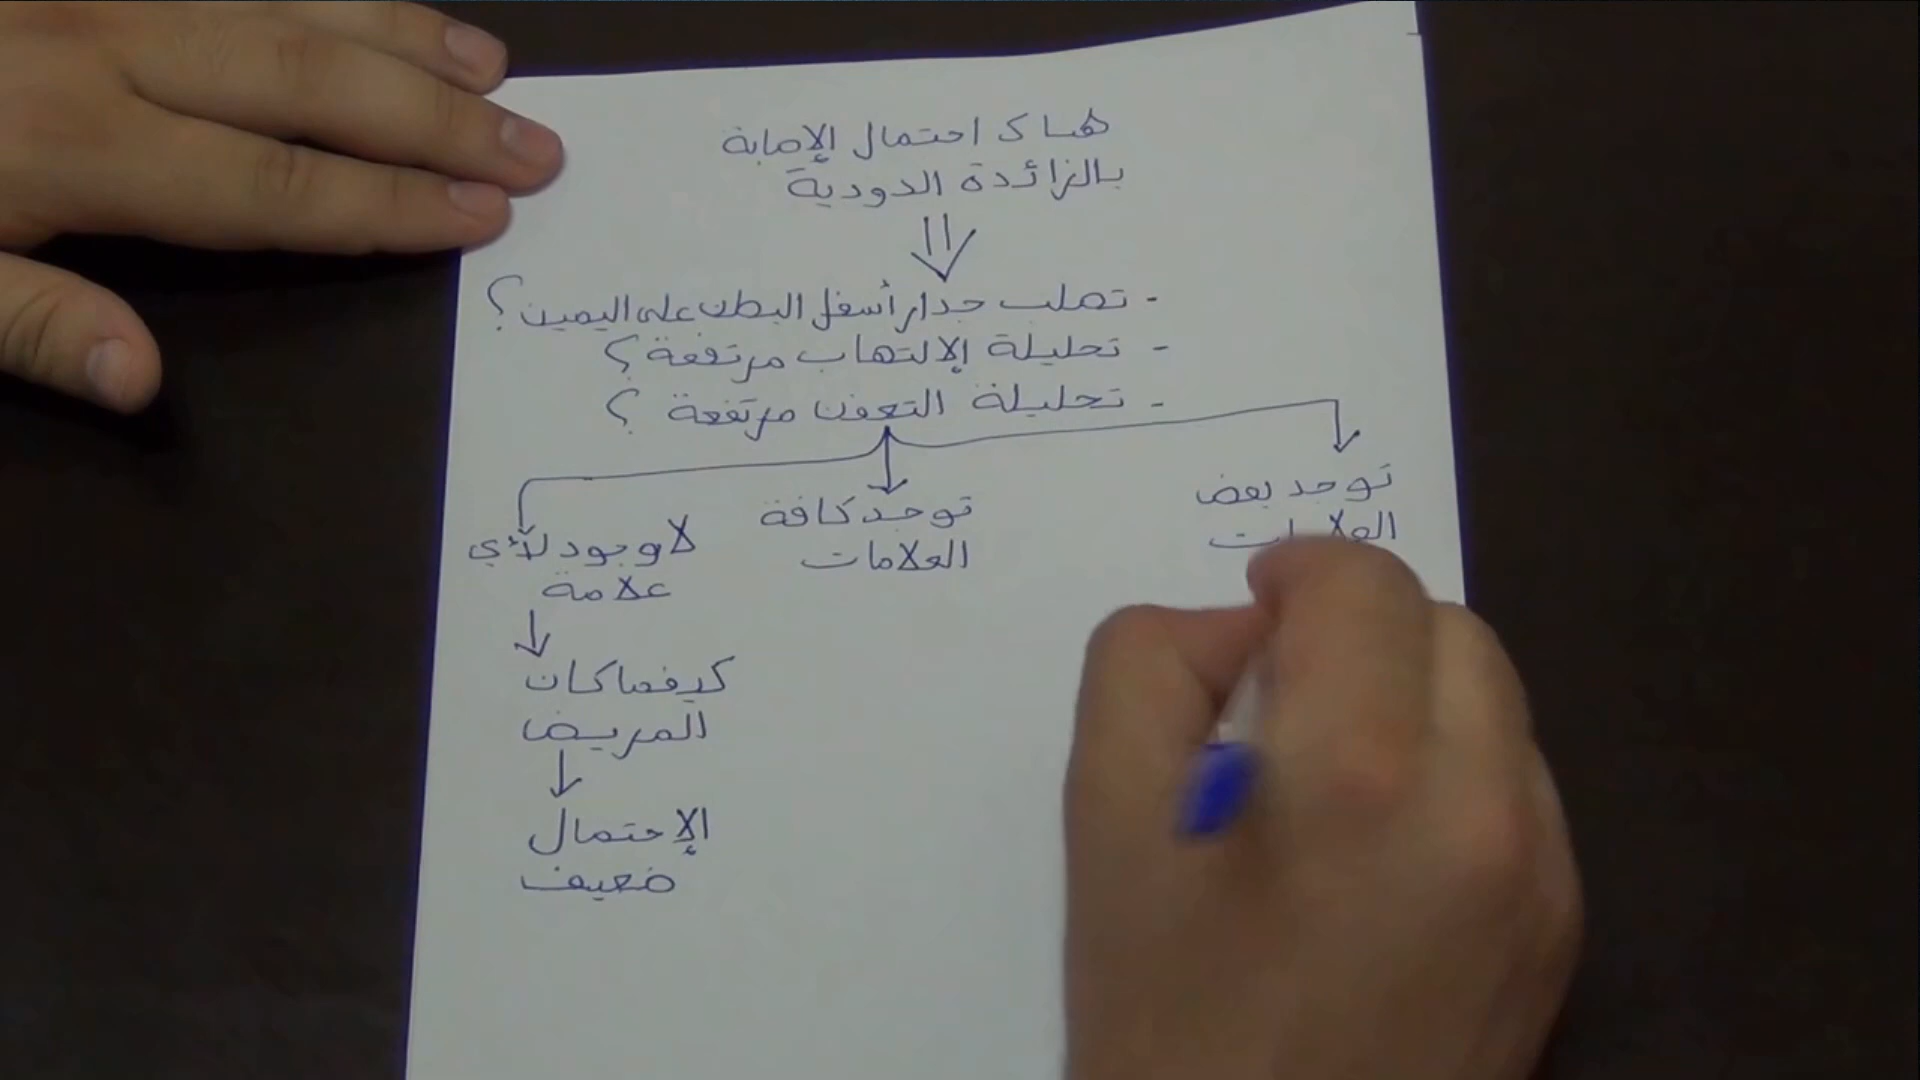 هناك احتمال الإصابة
بالزائدة الدودية
- تصلب جدار أسفل البطن على اليمين؟
- تحليلة الإلتهاب مرتفعة؟
- تحليلة التعفن مرتفعة ؟
توجد بعض
العلامات
توجد كافة
العلامات
لا وجود لأي
علامة
كيفما كان
المريض
الإحتمال
ضعيف